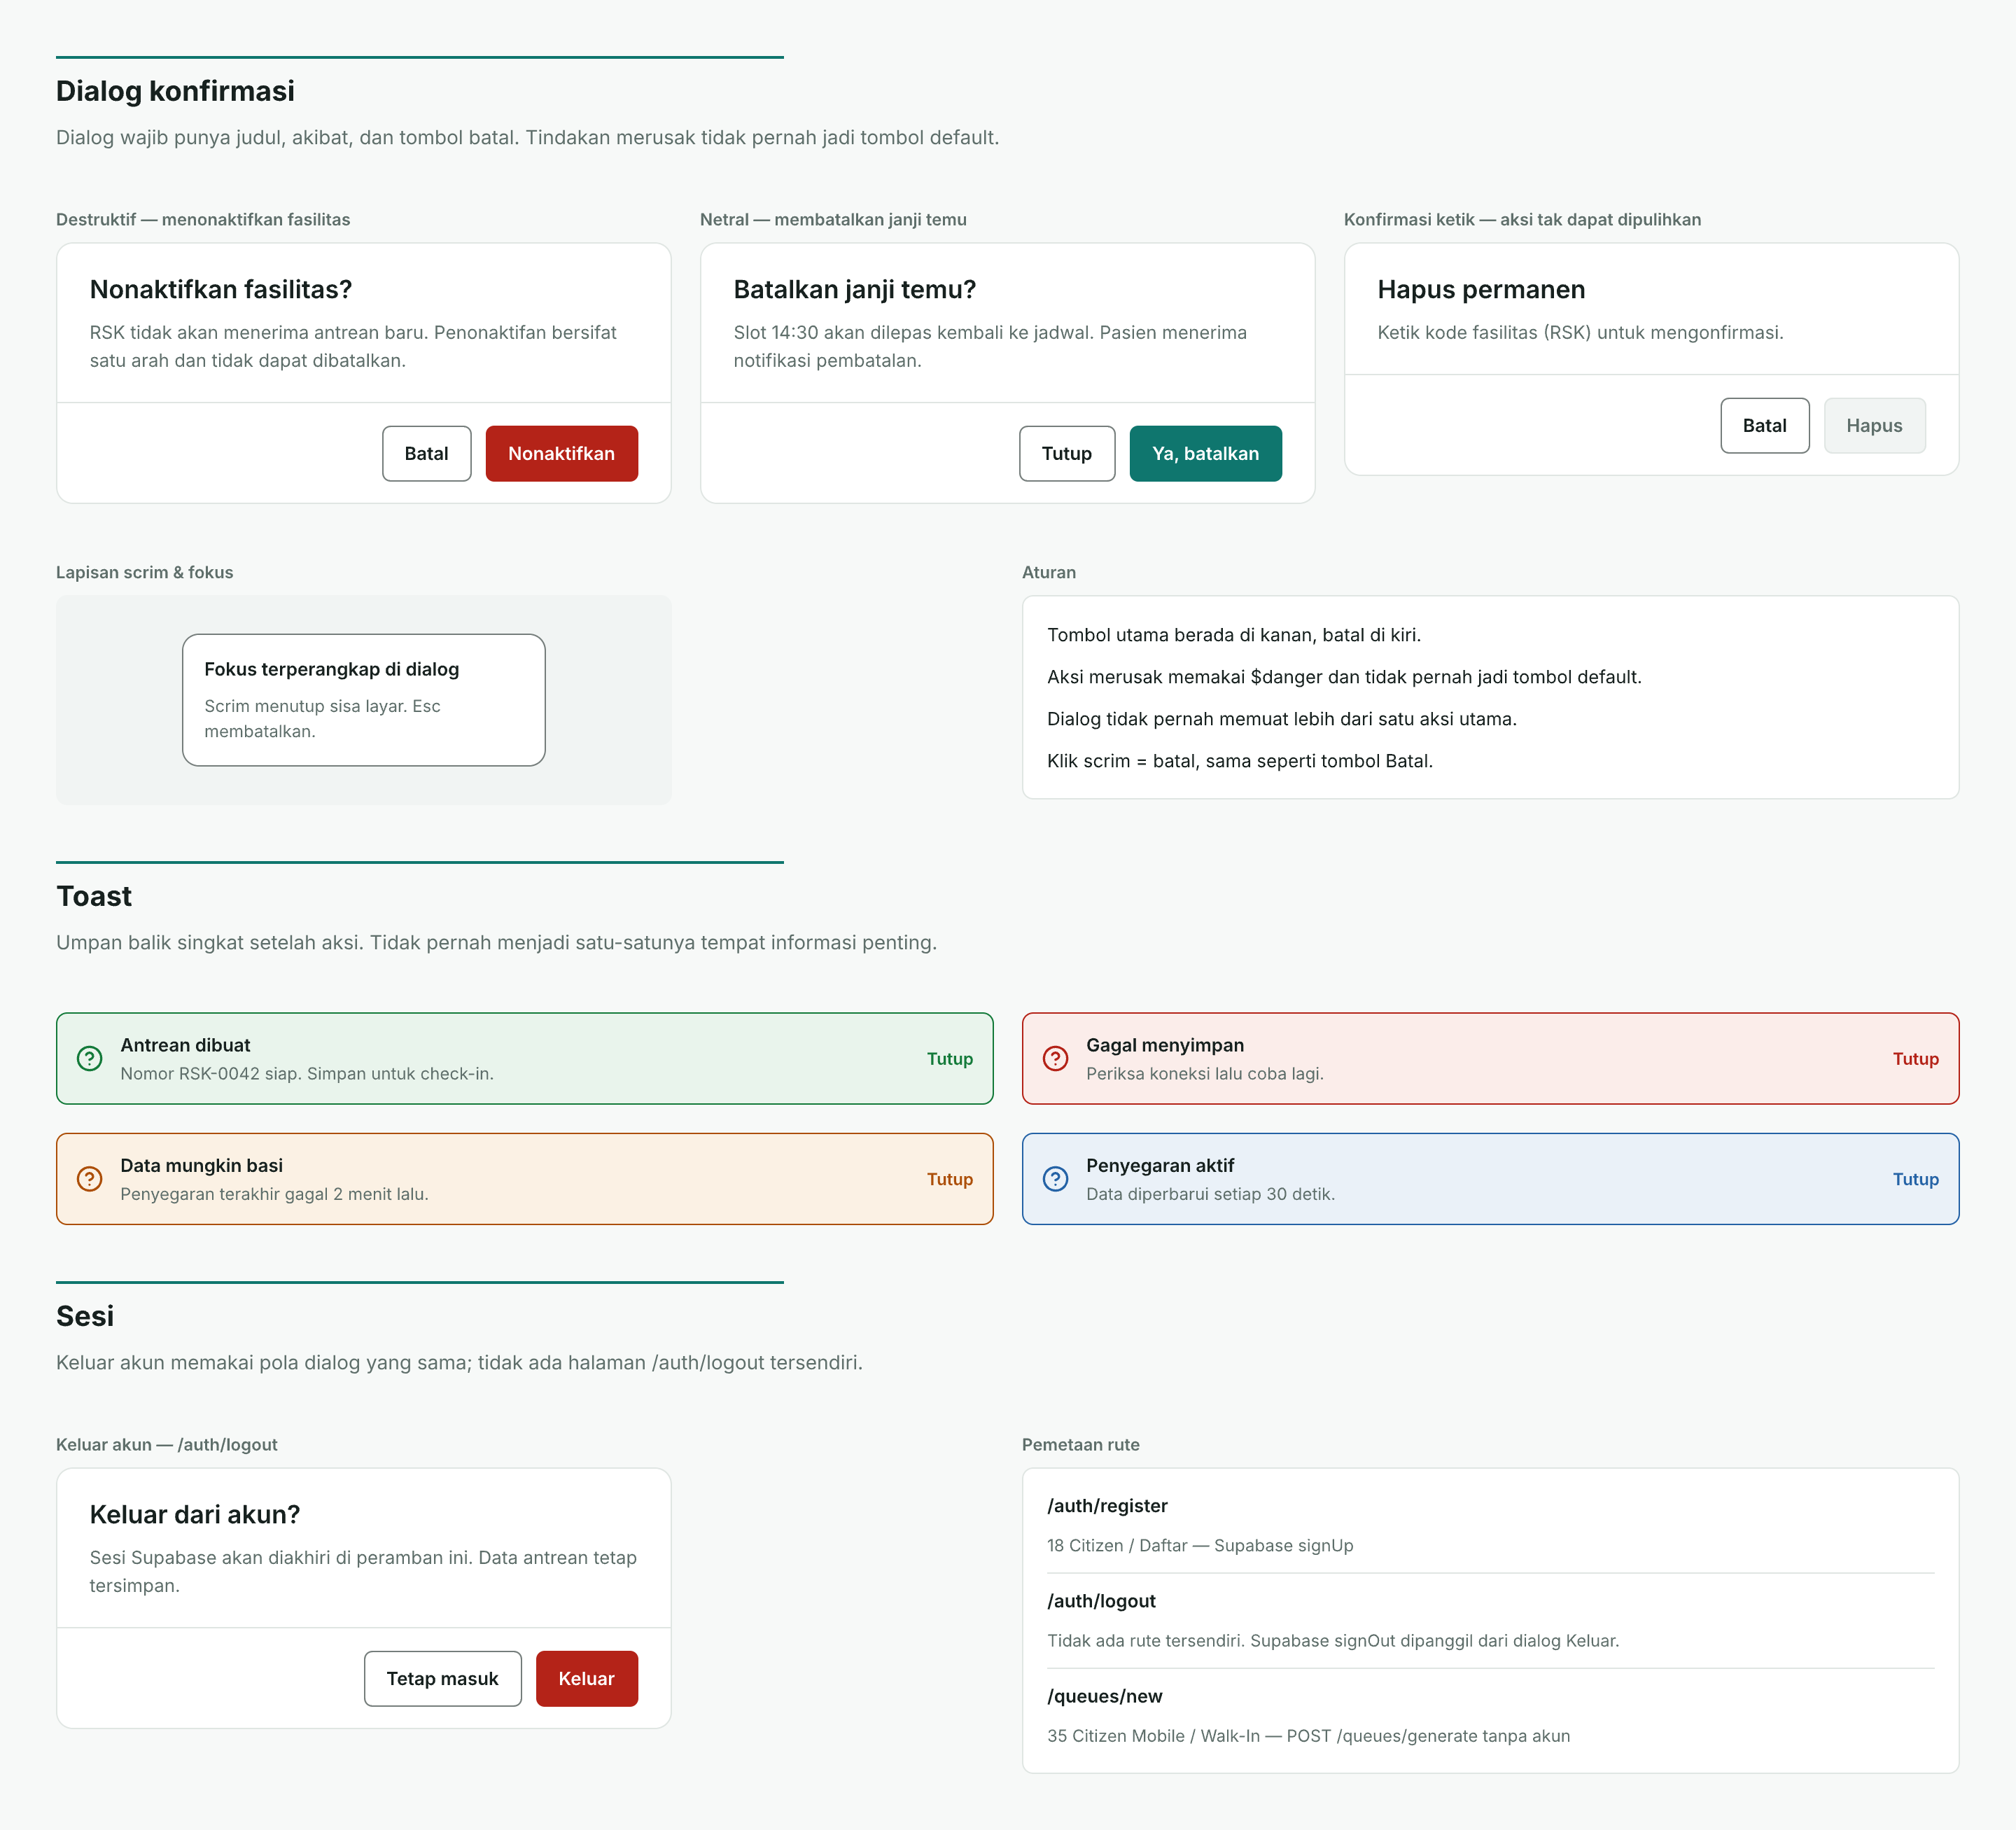 Dialog konfirmasi
Dialog wajib punya judul, akibat, dan tombol batal. Tindakan merusak tidak pernah jadi tombol default.
Destruktif — menonaktifkan fasilitas
Nonaktifkan fasilitas?
RSK tidak akan menerima antrean baru. Penonaktifan bersifat
satu arah dan tidak dapat dibatalkan.
Batal
Nonaktifkan
Netral — membatalkan janji temu
Batalkan janji temu?
Slot 14:30 akan dilepas kembali ke jadwal. Pasien menerima
notifikasi pembatalan.
Tutup
Ya, batalkan
Konfirmasi ketik — aksi tak dapat dipulihkan
Hapus permanen
Ketik kode fasilitas (RSK) untuk mengonfirmasi.
Batal
Hapus
Lapisan scrim & fokus
Fokus terperangkap di dialog
Scrim menutup sisa layar. Esc
membatalkan.
Aturan
Tombol utama berada di kanan, batal di kiri.
Aksi merusak memakai $danger dan tidak pernah jadi tombol default.
Dialog tidak pernah memuat lebih dari satu aksi utama.
Klik scrim = batal, sama seperti tombol Batal.
Toast
Umpan balik singkat setelah aksi. Tidak pernah menjadi satu-satunya tempat informasi penting.
Antrean dibuat
Nomor RSK-0042 siap. Simpan untuk check-in.
Tutup
Gagal menyimpan
Periksa koneksi lalu coba lagi.
Tutup
Data mungkin basi
Penyegaran terakhir gagal 2 menit lalu.
Tutup
Penyegaran aktif
Data diperbarui setiap 30 detik.
Tutup
Sesi
Keluar akun memakai pola dialog yang sama; tidak ada halaman /auth/logout tersendiri.
Keluar akun — /auth/logout
Keluar dari akun?
Sesi Supabase akan diakhiri di peramban ini. Data antrean tetap
tersimpan.
Tetap masuk
Keluar
Pemetaan rute
/auth/register
18 Citizen / Daftar — Supabase signUp
/auth/logout
Tidak ada rute tersendiri. Supabase signOut dipanggil dari dialog Keluar.
/queues/new
35 Citizen Mobile / Walk-In — POST /queues/generate tanpa akun